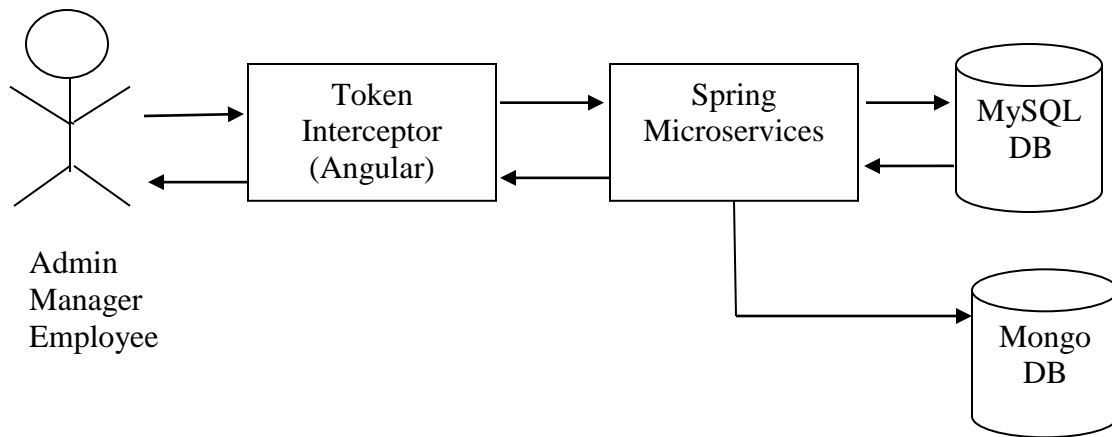 Token
Interceptor
(Angular)
Spring
Microservices
MySQL
DB
Admin
Manager
Employee
Mongo
DB